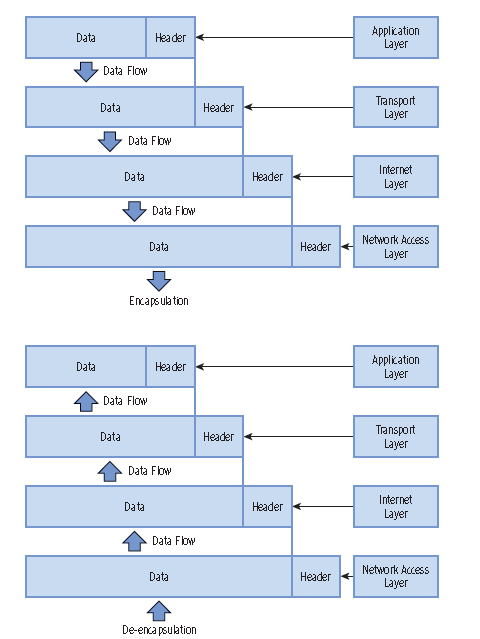 Data Header Application
Layer
Data Flow
Data Header Transport
Layer
Data Flow
Data Header Internet
Layer
Data Flow
Data Header Network Access
Layer
Encapsulation
Data Header Application
Layer
Data Flow
Data Header Transport
Layer
Data Flow
Data Header Internet
Layer
Data Flow
Data Header Network Access
Layer
De-encapsulation